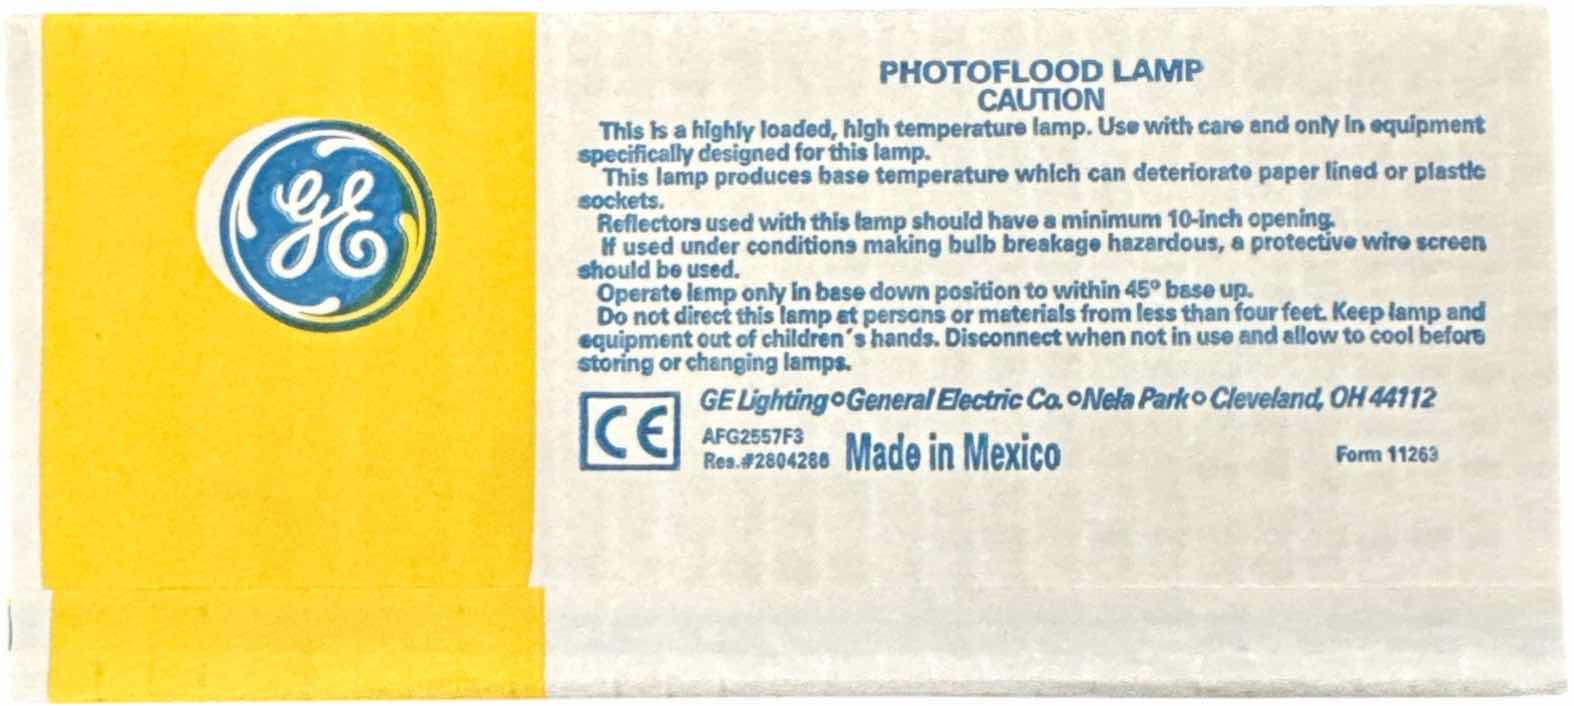 GE
PHOTOFLOOD LAMP
CAUTION
This is a highly loaded, high temperature lamp. Use with care and only in equipment
specifically designed for this lamp.
This lamp produces base temperature which can deteriorate paper lined or plastic
sockets.
Reflectors used with this lamp should have a minimum 10-inch opening.
If used under conditions making bulb breakage hazardous, a protective wire screen
should be used.
Operate lamp only in base down position to within 45° base up.
Do not direct this lamp at persons or materials from less than four feet. Keep lamp and
equipment out of children´s hands. Disconnect when not in use and allow to cool before
storing or changing lamps.
CE GE Lighting°General Electric Co.°Nela Park° Cleveland, OH 44112
AFG2557F3
Res.#2804286 Made in Mexico Form 11263